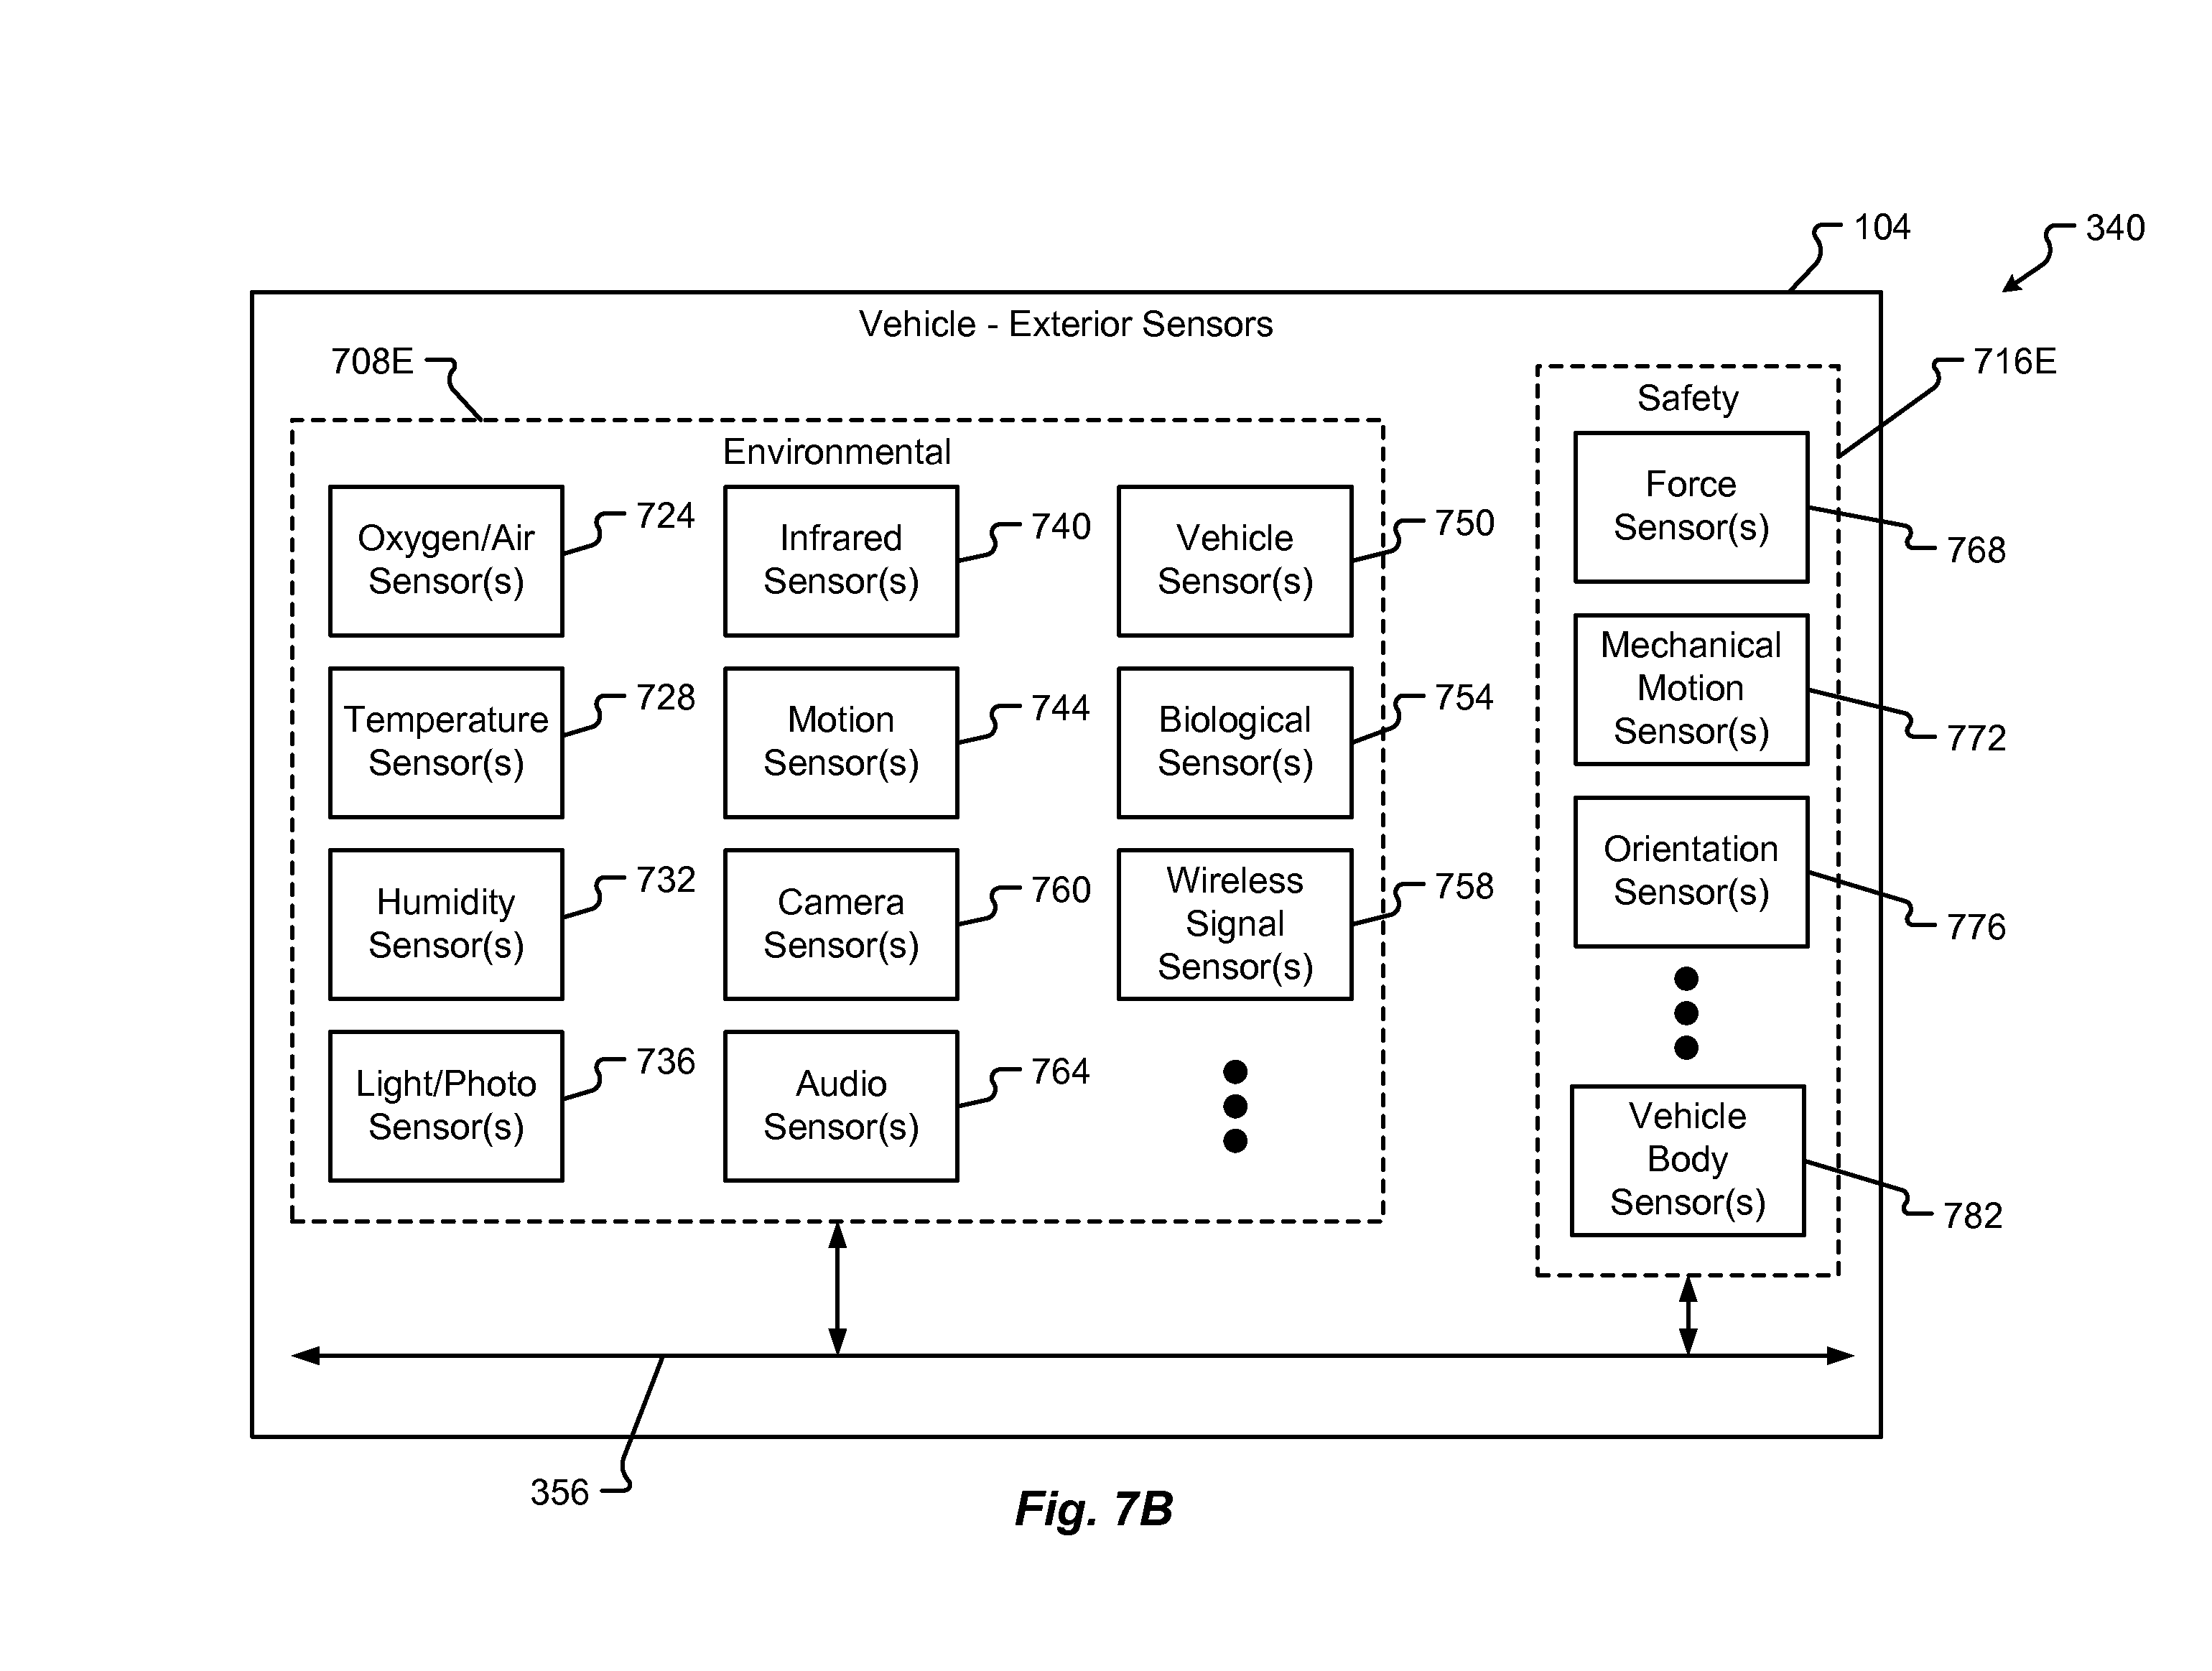 104
340
Vehicle - Exterior Sensors
708E
716E
Environmental
Oxygen/Air
Sensor(s)
724
Infrared
Sensor(s)
740
Vehicle
Sensor(s)
750
Temperature
Sensor(s)
728
Motion
Sensor(s)
744
Biological
Sensor(s)
754
Humidity
Sensor(s)
732
Camera
Sensor(s)
760
Wireless
Signal
Sensor(s)
758
Light/Photo
Sensor(s)
736
Audio
Sensor(s)
764
Safety
Force
Sensor(s)
768
Mechanical
Motion
Sensor(s)
772
Orientation
Sensor(s)
776
Vehicle
Body
Sensor(s)
782
356
Fig. 7B